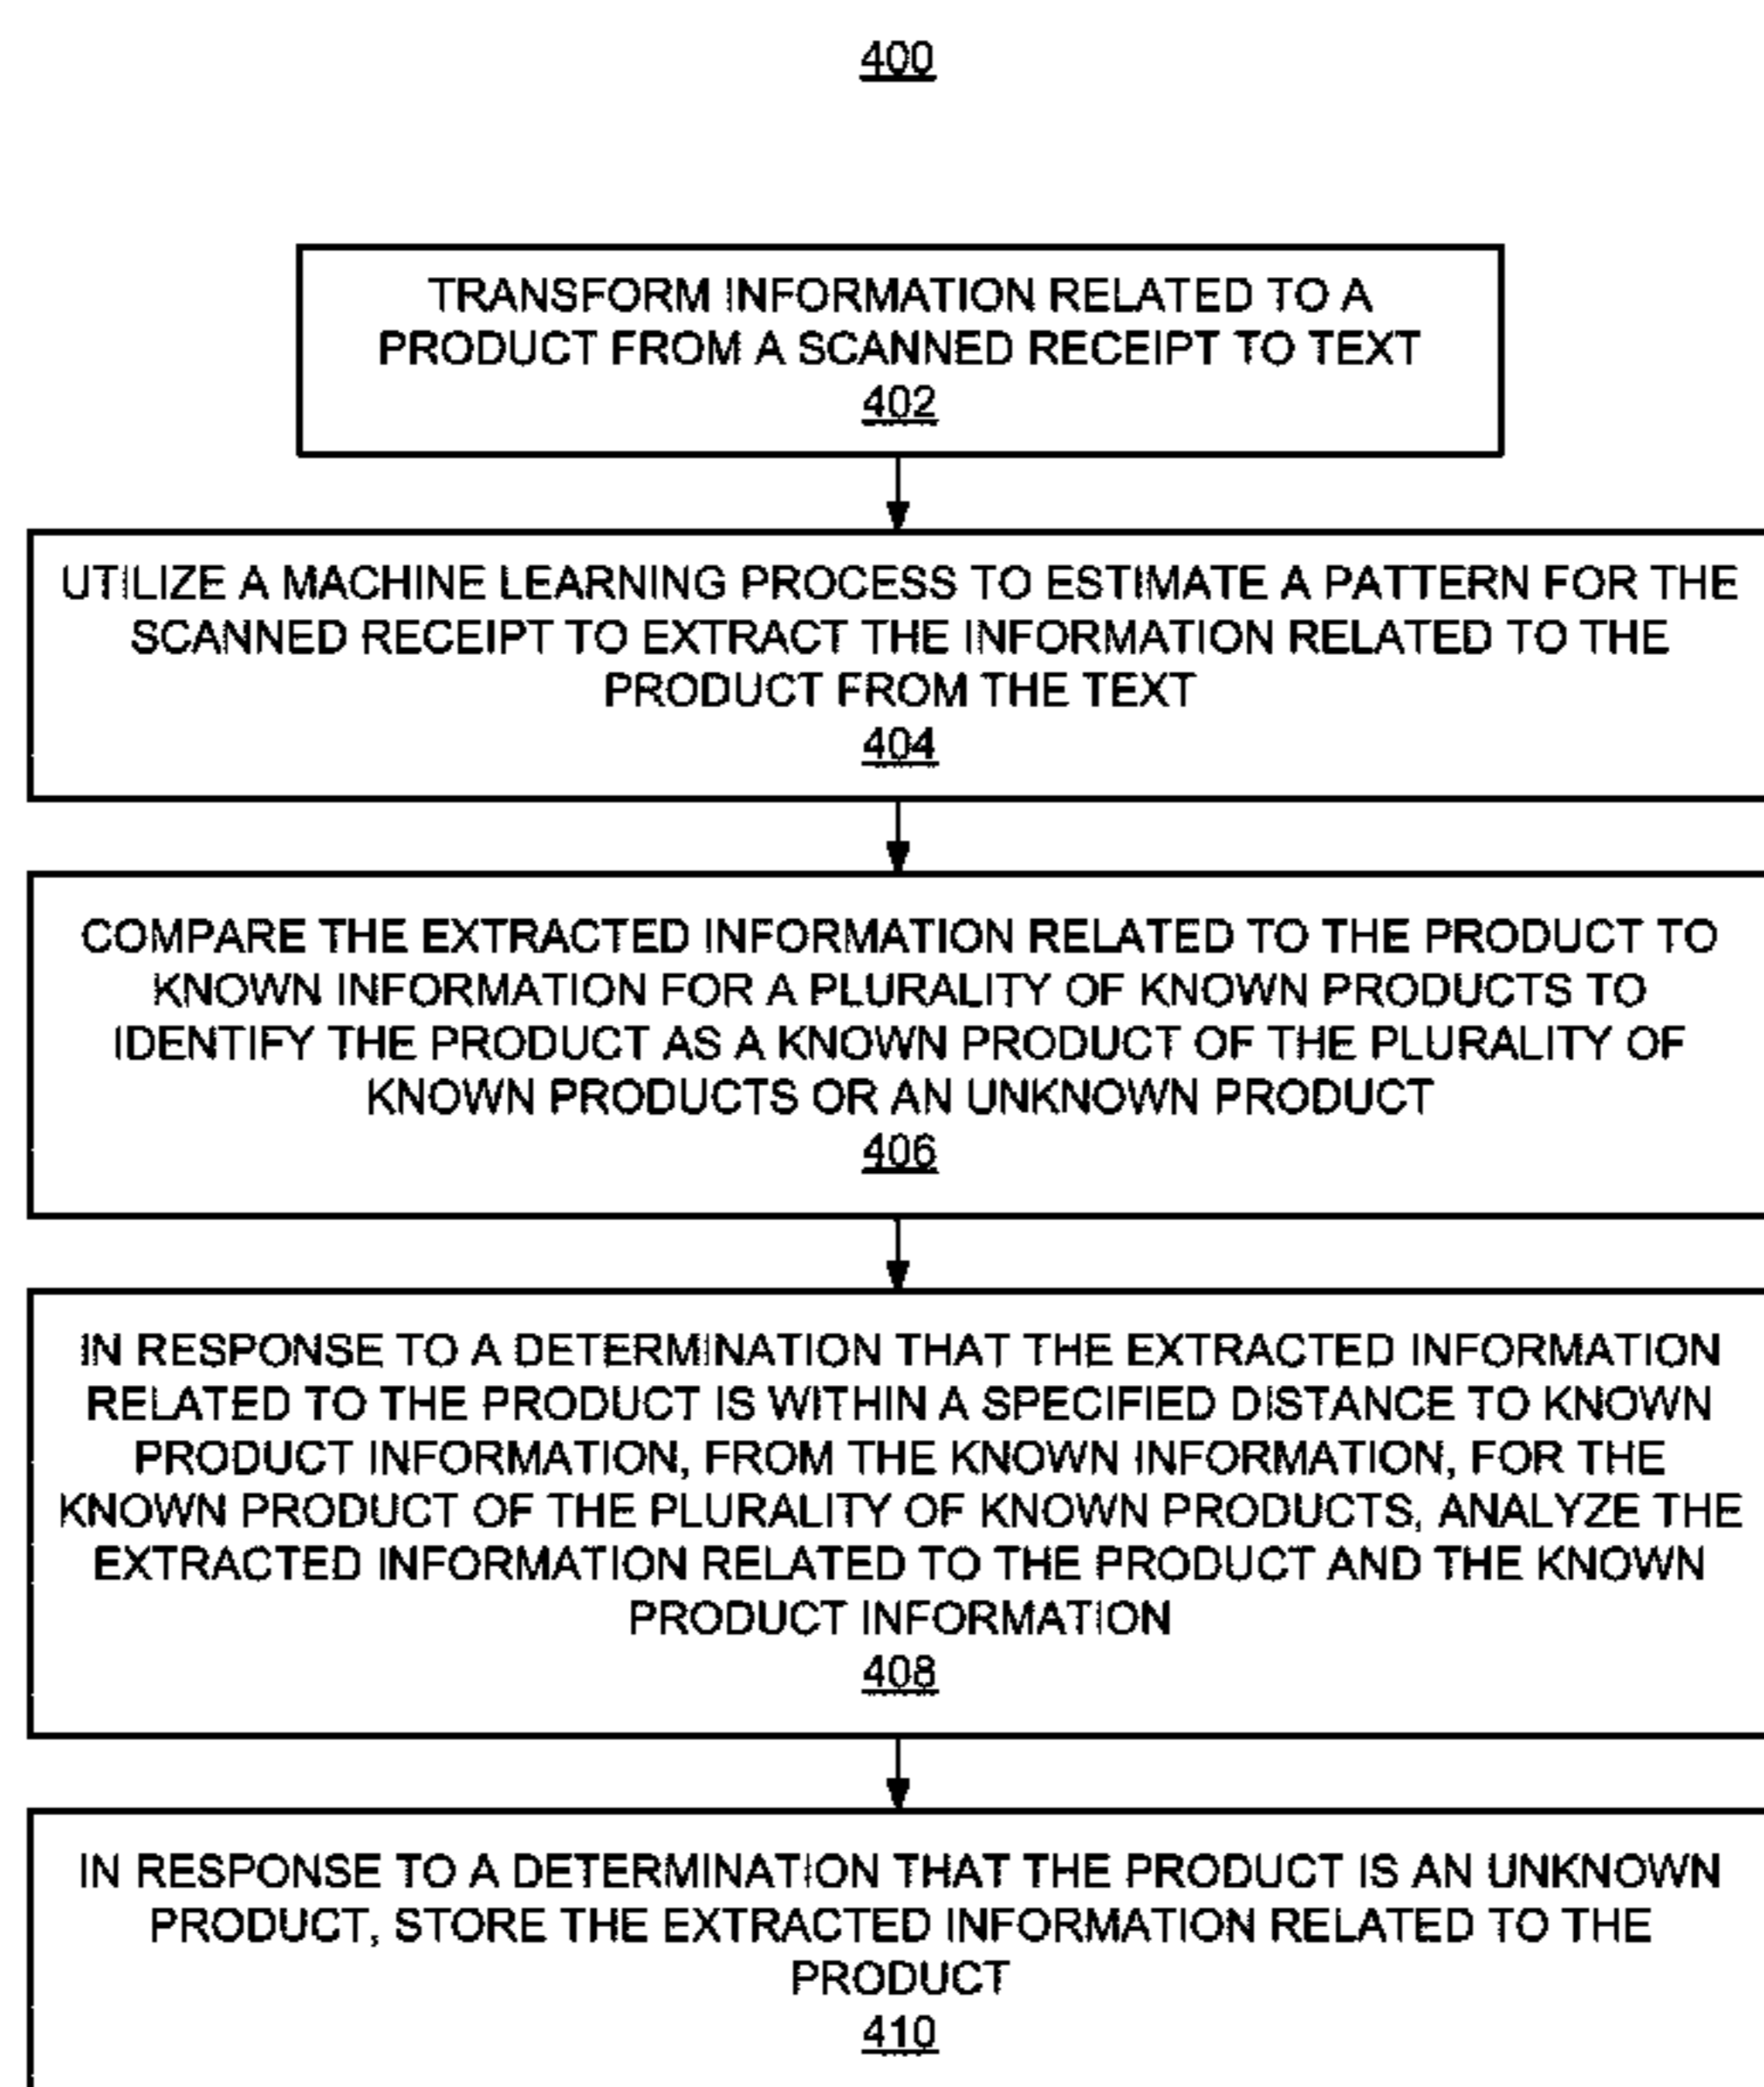 400
TRANSFORM INFORMATION RELATED TO A
PRODUCT FROM A SCANNED RECEIPT TO TEXT
402
UTILIZE A MACHINE LEARNING PROCESS TO ESTIMATE A PATTERN FOR THE
SCANNED RECEIPT TO EXTRACT THE INFORMATION RELATED TO THE
PRODUCT FROM THE TEXT
404
COMPARE THE EXTRACTED INFORMATION RELATED TO THE PRODUCT TO
KNOWN INFORMATION FOR A PLURALITY OF KNOWN PRODUCTS TO
IDENTIFY THE PRODUCT AS A KNOWN PRODUCT OF THE PLURALITY OF
KNOWN PRODUCTS OR AN UNKNOWN PRODUCT
406
IN RESPONSE TO A DETERMINATION THAT THE EXTRACTED INFORMATION
RELATED TO THE PRODUCT IS WITHIN A SPECIFIED DISTANCE TO KNOWN
PRODUCT INFORMATION, FROM THE KNOWN INFORMATION, FOR THE
KNOWN PRODUCT OF THE PLURALITY OF KNOWN PRODUCTS, ANALYZE THE
EXTRACTED INFORMATION RELATED TO THE PRODUCT AND THE KNOWN
PRODUCT INFORMATION
408
IN RESPONSE TO A DETERMINATION THAT THE PRODUCT IS AN UNKNOWN
PRODUCT, STORE THE EXTRACTED INFORMATION RELATED TO THE
PRODUCT
410